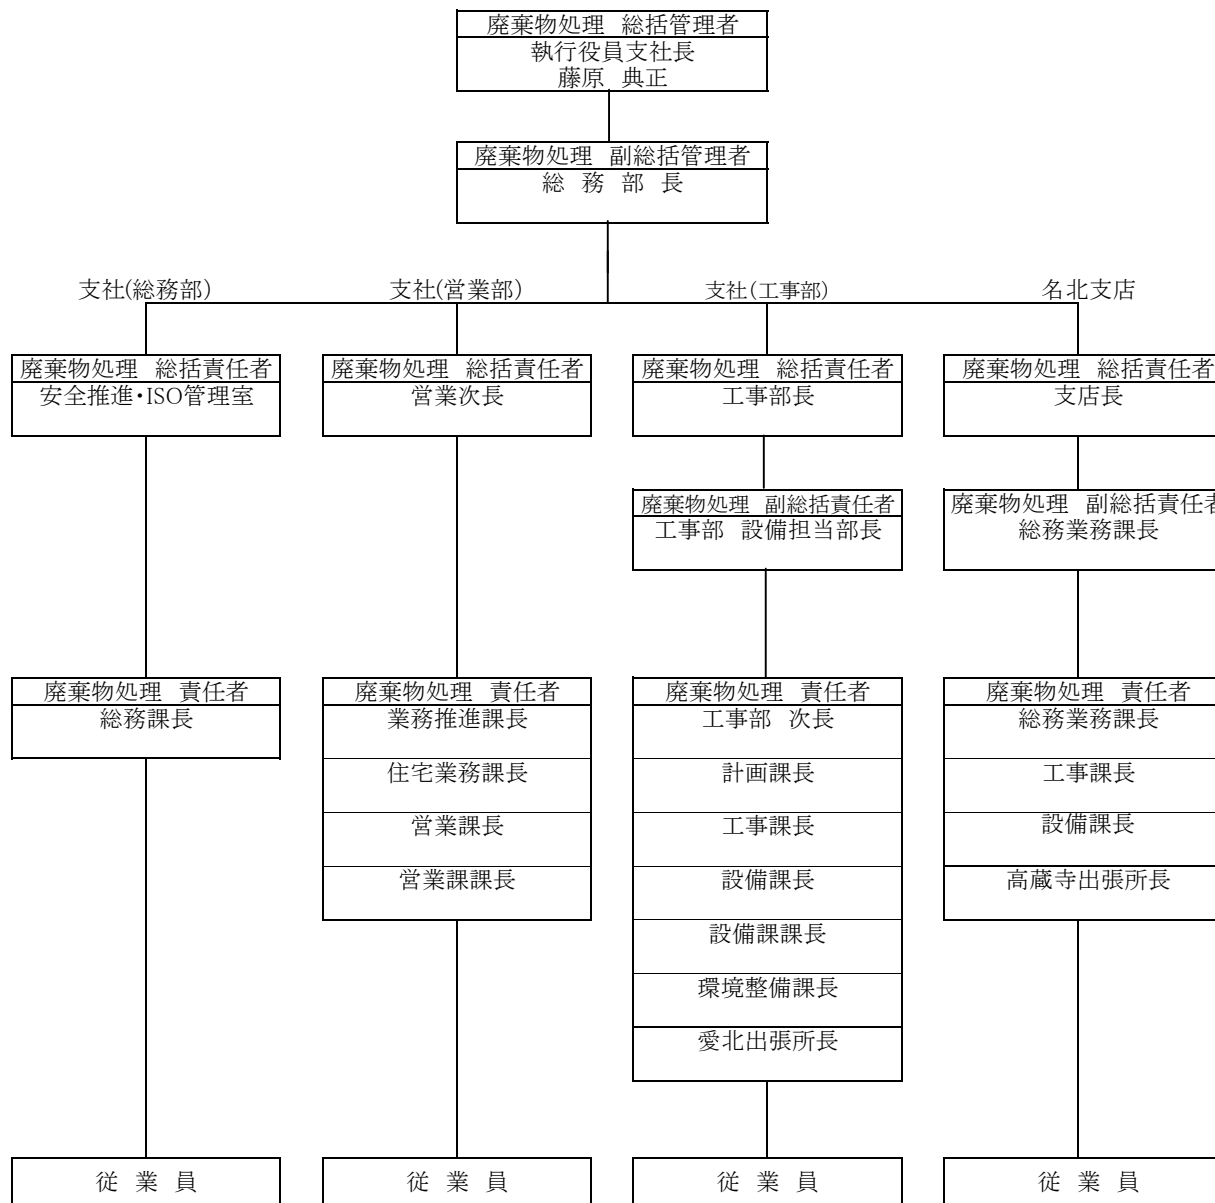 廃棄物処理 総括管理者
執行役員支社長
藤原 典正
廃棄物処理 副総括管理者
総 務 部 長
支社(総務部)
支社(営業部)
支社(工事部)
名北支店
廃棄物処理 総括責任者
安全推進・ISO管理室
廃棄物処理 総括責任者
営業次長
廃棄物処理 総括責任者
工事部長
廃棄物処理 総括責任者
支店長
廃棄物処理 副総括責任者
工事部 設備担当部長
廃棄物処理 副総括責任者
総務業務課長
廃棄物処理 責任者
総務課長
廃棄物処理 責任者
業務推進課長
住宅業務課長
営業課長
営業課課長
廃棄物処理 責任者
工事部 次長
計画課長
工事課長
設備課長
設備課課長
環境整備課長
愛北出張所長
廃棄物処理 責任者
総務業務課長
工事課長
設備課長
高蔵寺出張所長
従 業 員
従 業 員
従 業 員
従 業 員